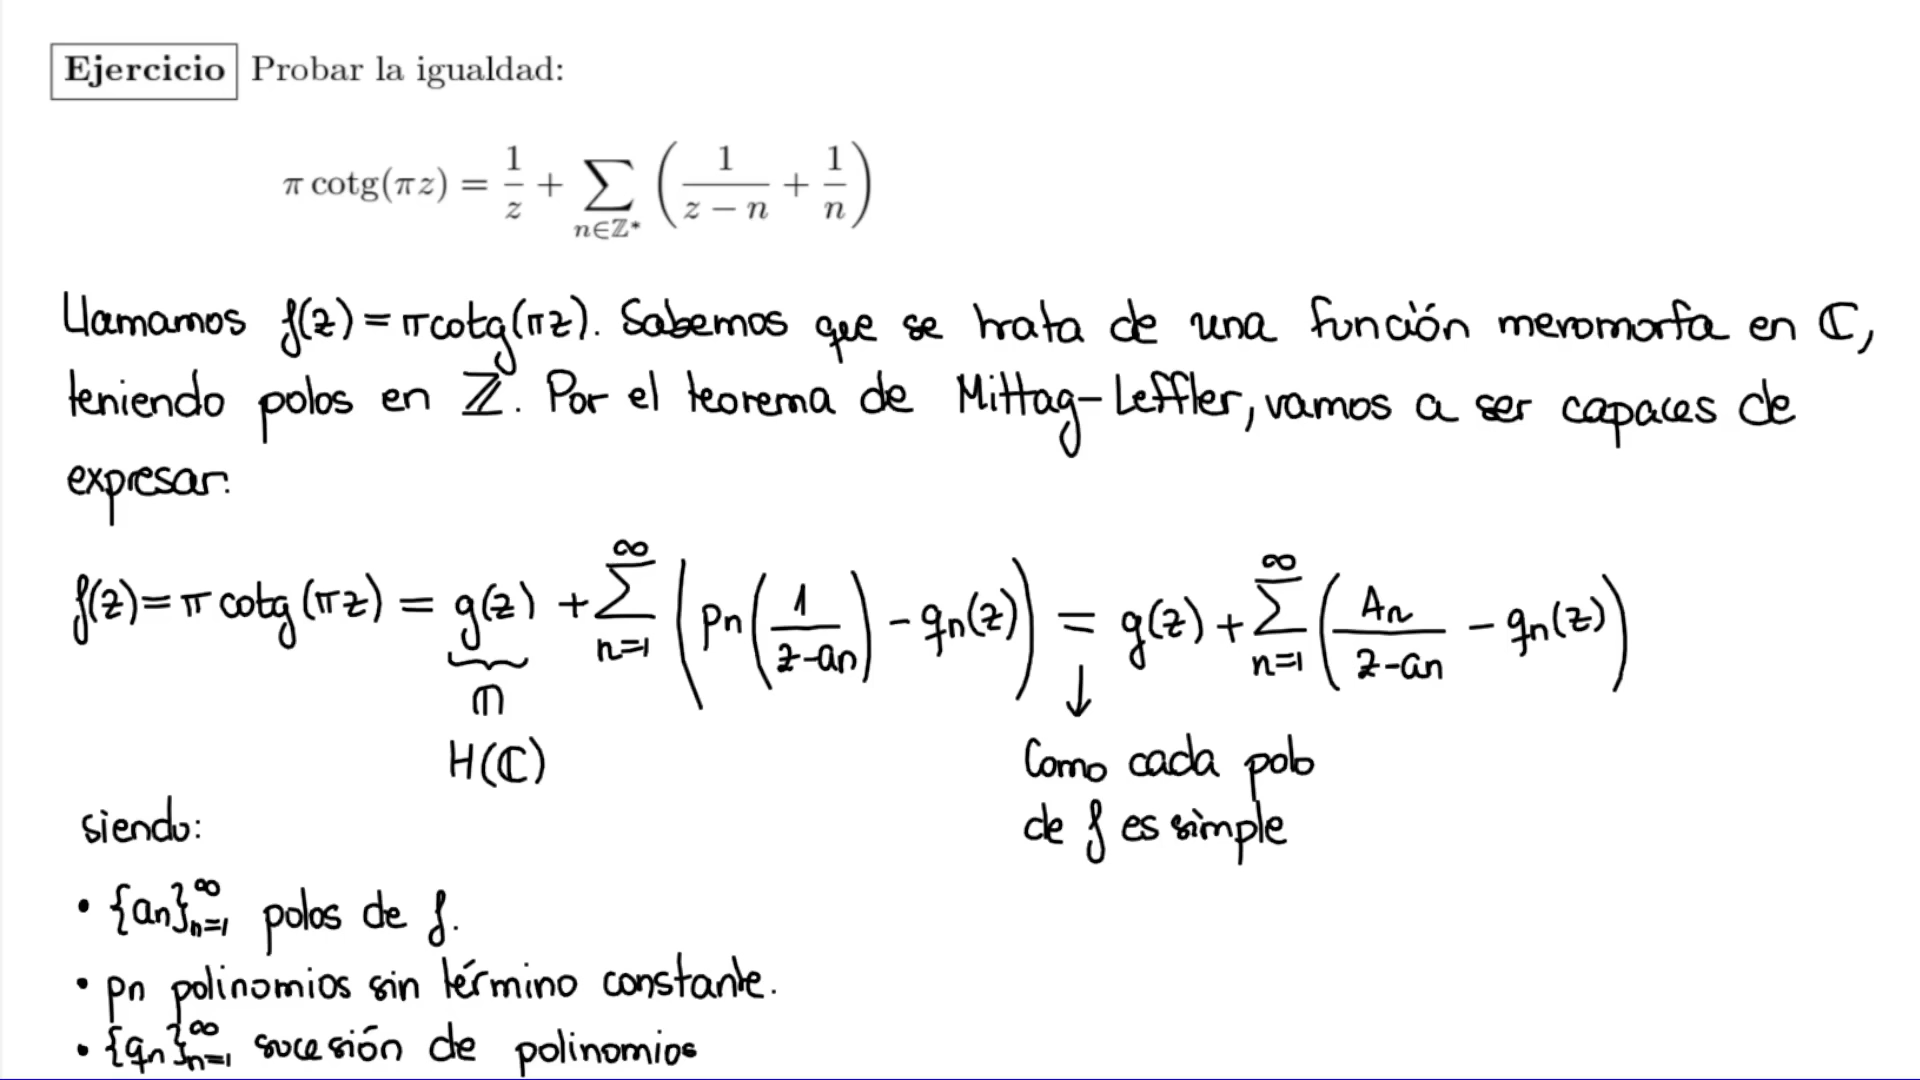 Ejercicio Probar la igualdad:
π cotg(πz) = 1/z + ∑_{n∈ℤ*} (1/(z − n) + 1/n)
Llamamos f(z) = π cotg(πz). Sabemos que se trata de una función meromorfa en ℂ,
teniendo polos en ℤ. Por el teorema de Mittag-Leffler, vamos a ser capaces de
expresar:
f(z) = π cotg(πz) = g(z) + ∑_{n=1}^{∞} (pn(1/(z-an)) - qn(z)) = g(z) + ∑_{n=1}^{∞} (An/(z-an) - qn(z))
∩
H(ℂ)
↓
Como cada polo
de f es simple
siendo:
• {an}_{n=1}^{∞} polos de f.
• pn polinomios sin término constante.
• {qn}_{n=1}^{∞} sucesión de polinomios